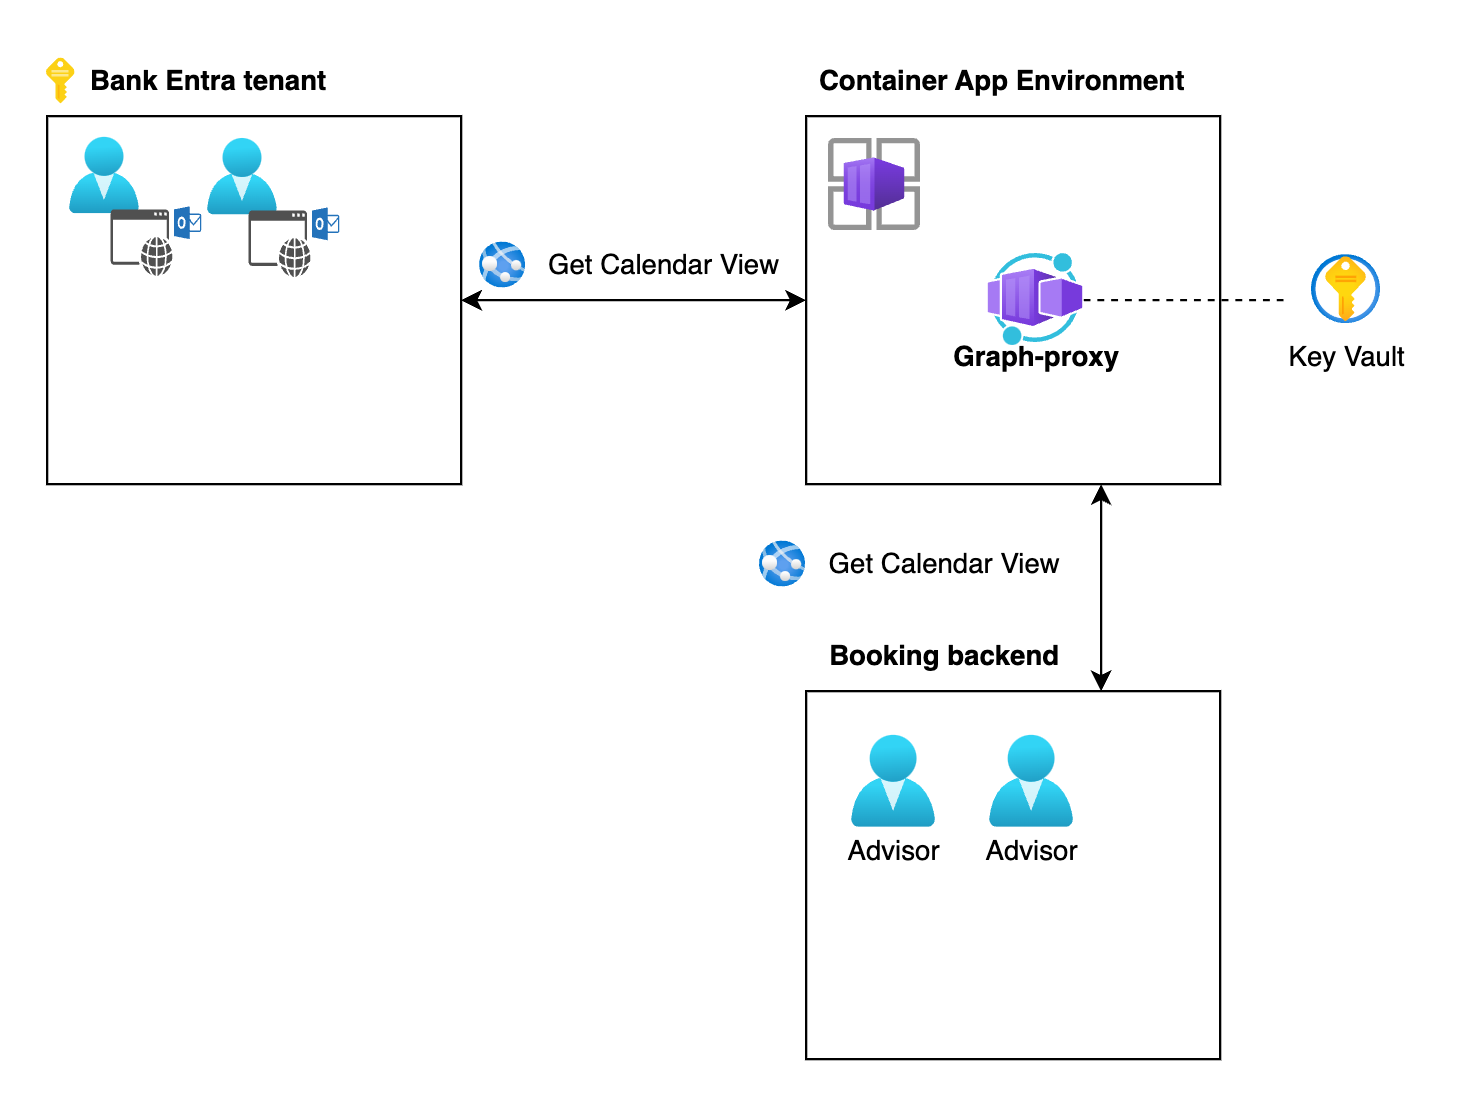 Bank Entra tenant
Container App Environment
Get Calendar View
Graph-proxy
Key Vault
Get Calendar View
Booking backend
Advisor
Advisor